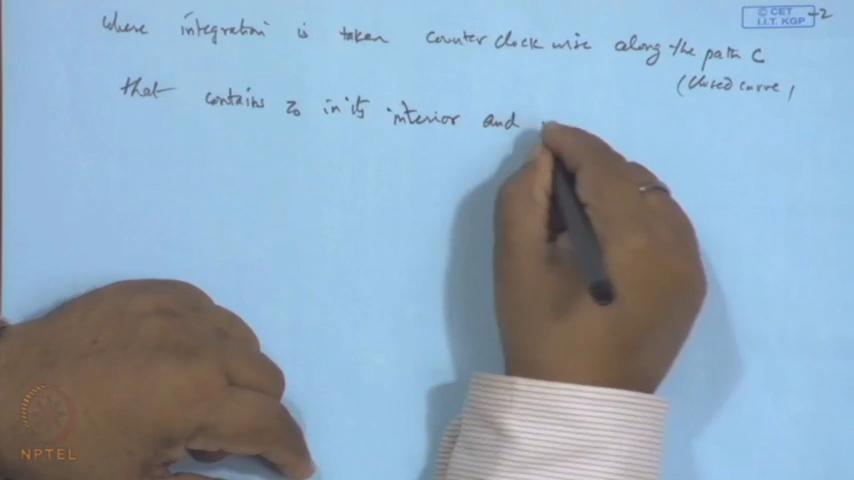 © CET
I.I.T. KGP
-2
where integration is taken counter clock wise along the path C
(closed curve)
that contains z0 in its interior and
NPTEL